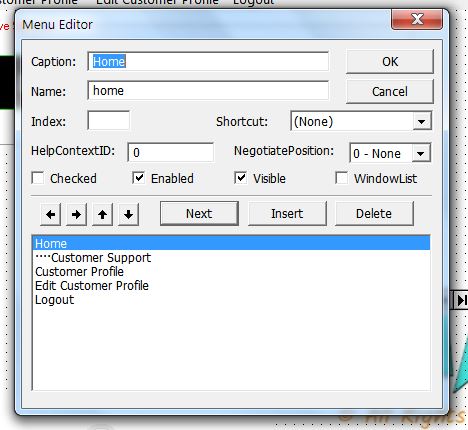 Customer Profile Edit Customer Profile Logout
Menu Editor
Caption: Home OK
Name: home Cancel
Index: Shortcut: (None)
HelpContextID: 0 NegotiatePosition: 0 - None
Checked Enabled Visible WindowList
Next Insert Delete
Home
····Customer Support
Customer Profile
Edit Customer Profile
Logout
© All Rights